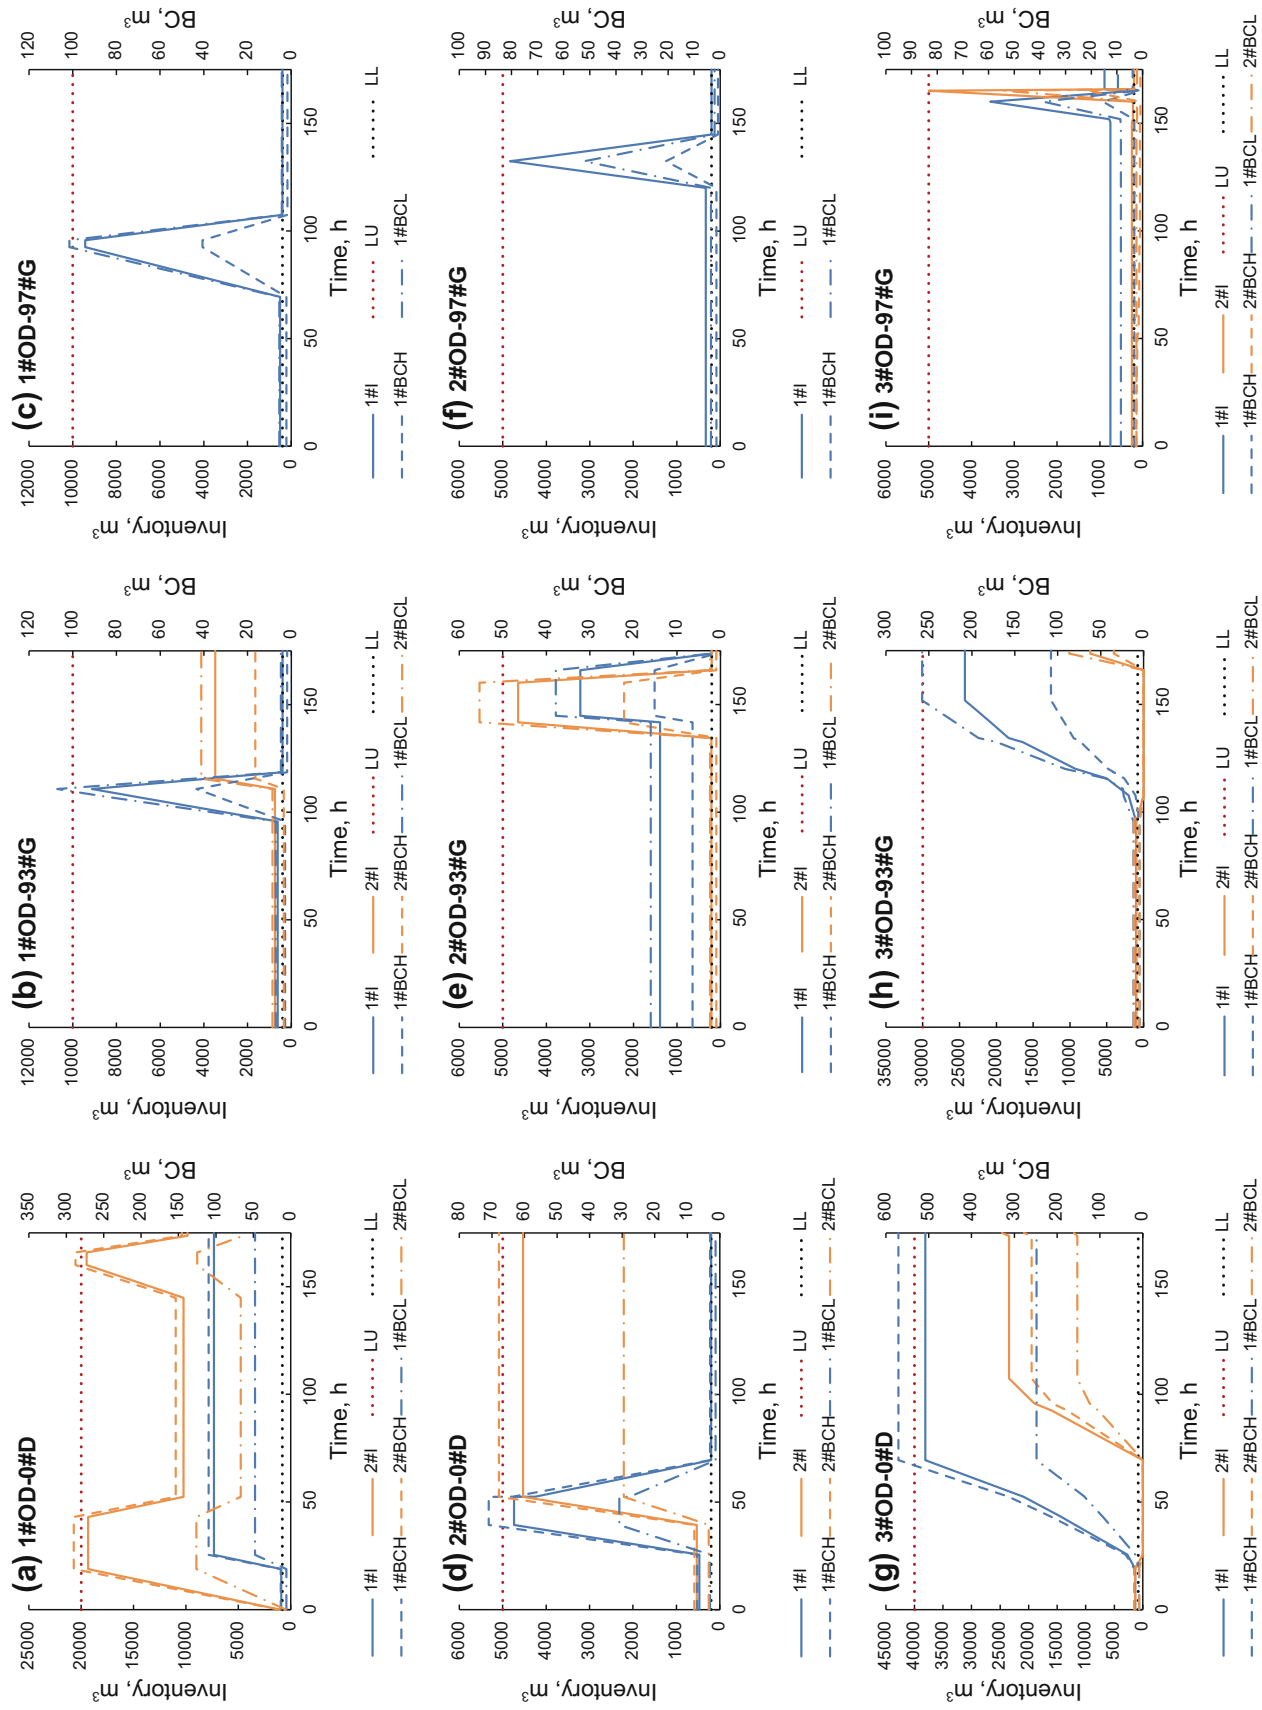 (a) 1#OD-0#D
Inventory, m³
25000
20000
15000
10000
5000
0
BC, m³
350
300
250
200
150
100
50
0
0 50 100 150
Time, h
1#I 2#I LU LL
1#BCH 2#BCH 1#BCL 2#BCL
(b) 1#OD-93#G
Inventory, m³
12000
10000
8000
6000
4000
2000
0
BC, m³
120
100
80
60
40
20
0
0 50 100 150
Time, h
1#I 2#I LU LL
1#BCH 2#BCH 1#BCL 2#BCL
(c) 1#OD-97#G
Inventory, m³
12000
10000
8000
6000
4000
2000
0
BC, m³
120
100
80
60
40
20
0
0 50 100 150
Time, h
1#I LU LL
1#BCH 1#BCL
(d) 2#OD-0#D
Inventory, m³
6000
5000
4000
3000
2000
1000
0
BC, m³
80
70
60
50
40
30
20
10
0
0 50 100 150
Time, h
1#I 2#I LU LL
1#BCH 2#BCH 1#BCL 2#BCL
(e) 2#OD-93#G
Inventory, m³
6000
5000
4000
3000
2000
1000
0
BC, m³
60
50
40
30
20
10
0
0 50 100 150
Time, h
1#I 2#I LU LL
1#BCH 2#BCH 1#BCL 2#BCL
(f) 2#OD-97#G
Inventory, m³
6000
5000
4000
3000
2000
1000
0
BC, m³
100
90
80
70
60
50
40
30
20
10
0
0 50 100 150
Time, h
1#I LU LL
1#BCH 1#BCL
(g) 3#OD-0#D
Inventory, m³
45000
40000
35000
30000
25000
20000
15000
10000
5000
0
BC, m³
600
500
400
300
200
100
0
0 50 100 150
Time, h
1#I 2#I LU LL
1#BCH 2#BCH 1#BCL 2#BCL
(h) 3#OD-93#G
Inventory, m³
35000
30000
25000
20000
15000
10000
5000
0
BC, m³
300
250
200
150
100
50
0
0 50 100 150
Time, h
1#I 2#I LU LL
1#BCH 2#BCH 1#BCL 2#BCL
(i) 3#OD-97#G
Inventory, m³
6000
5000
4000
3000
2000
1000
0
BC, m³
100
90
80
70
60
50
40
30
20
10
0
0 50 100 150
Time, h
1#I 2#I LU LL
1#BCH 2#BCH 1#BCL 2#BCL